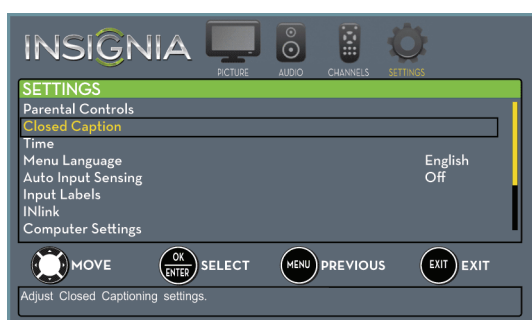 INSIGNIA
PICTURE AUDIO CHANNELS SETTINGS
SETTINGS
Parental Controls
Closed Caption
Time
Menu Language English
Auto Input Sensing Off
Input Labels
INlink
Computer Settings
MOVE OK ENTER SELECT MENU PREVIOUS EXIT EXIT
Adjust Closed Captioning settings.